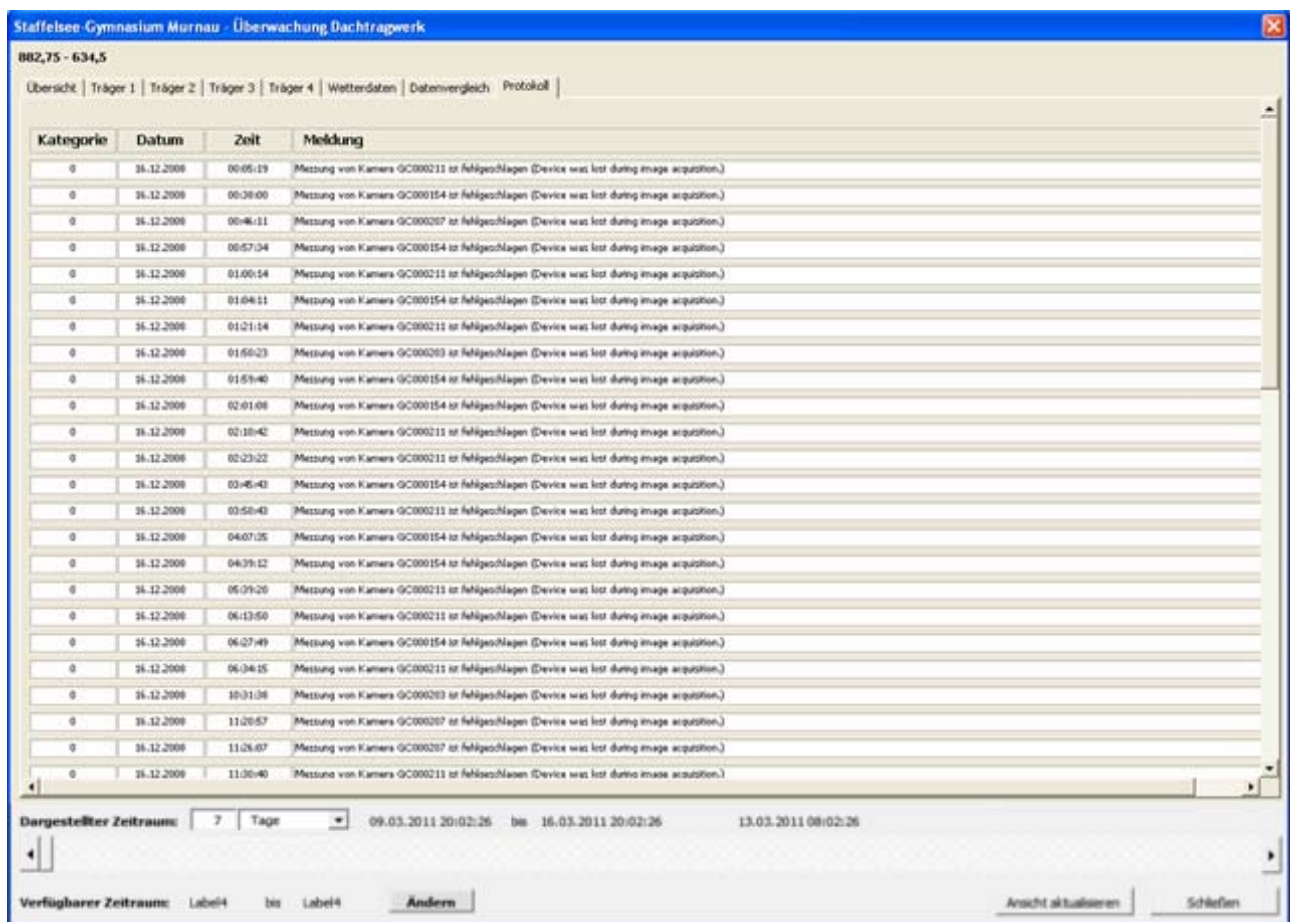 Staffelsee-Gymnasium Murnau - Überwachung Dachtragwerk
882,75 - 634,5
Übersicht Träger 1 Träger 2 Träger 3 Träger 4 Wetterdaten Datenvergleich Protokoll
Kategorie Datum Zeit Meldung
0 16.12.2008 00:05:19 Messung von Kamera GC000211 ist fehlgeschlagen (Device was lost during image acquisition.)
0 16.12.2008 00:38:00 Messung von Kamera GC000154 ist fehlgeschlagen (Device was lost during image acquisition.)
0 16.12.2008 00:46:11 Messung von Kamera GC000207 ist fehlgeschlagen (Device was lost during image acquisition.)
0 16.12.2008 00:57:34 Messung von Kamera GC000154 ist fehlgeschlagen (Device was lost during image acquisition.)
0 16.12.2008 01:00:14 Messung von Kamera GC000211 ist fehlgeschlagen (Device was lost during image acquisition.)
0 16.12.2008 01:04:11 Messung von Kamera GC000154 ist fehlgeschlagen (Device was lost during image acquisition.)
0 16.12.2008 01:21:14 Messung von Kamera GC000211 ist fehlgeschlagen (Device was lost during image acquisition.)
0 16.12.2008 01:50:23 Messung von Kamera GC000203 ist fehlgeschlagen (Device was lost during image acquisition.)
0 16.12.2008 01:59:40 Messung von Kamera GC000154 ist fehlgeschlagen (Device was lost during image acquisition.)
0 16.12.2008 02:01:08 Messung von Kamera GC000154 ist fehlgeschlagen (Device was lost during image acquisition.)
0 16.12.2008 02:10:42 Messung von Kamera GC000211 ist fehlgeschlagen (Device was lost during image acquisition.)
0 16.12.2008 02:23:22 Messung von Kamera GC000211 ist fehlgeschlagen (Device was lost during image acquisition.)
0 16.12.2008 03:45:43 Messung von Kamera GC000154 ist fehlgeschlagen (Device was lost during image acquisition.)
0 16.12.2008 03:50:43 Messung von Kamera GC000211 ist fehlgeschlagen (Device was lost during image acquisition.)
0 16.12.2008 04:07:35 Messung von Kamera GC000154 ist fehlgeschlagen (Device was lost during image acquisition.)
0 16.12.2008 04:39:12 Messung von Kamera GC000154 ist fehlgeschlagen (Device was lost during image acquisition.)
0 16.12.2008 05:39:20 Messung von Kamera GC000211 ist fehlgeschlagen (Device was lost during image acquisition.)
0 16.12.2008 06:13:50 Messung von Kamera GC000211 ist fehlgeschlagen (Device was lost during image acquisition.)
0 16.12.2008 06:27:49 Messung von Kamera GC000154 ist fehlgeschlagen (Device was lost during image acquisition.)
0 16.12.2008 06:34:15 Messung von Kamera GC000211 ist fehlgeschlagen (Device was lost during image acquisition.)
0 16.12.2008 10:31:38 Messung von Kamera GC000203 ist fehlgeschlagen (Device was lost during image acquisition.)
0 16.12.2008 11:20:57 Messung von Kamera GC000207 ist fehlgeschlagen (Device was lost during image acquisition.)
0 16.12.2008 11:26:07 Messung von Kamera GC000207 ist fehlgeschlagen (Device was lost during image acquisition.)
0 16.12.2008 11:30:40 Messung von Kamera GC000211 ist fehlgeschlagen (Device was lost during image acquisition.)
Dargestellter Zeitraum: 7 Tage 09.03.2011 20:02:26 bis 16.03.2011 20:02:26 13.03.2011 08:02:26
Verfügbarer Zeitraum: Label4 bis Label4 Ändern Ansicht aktualisieren Schließen